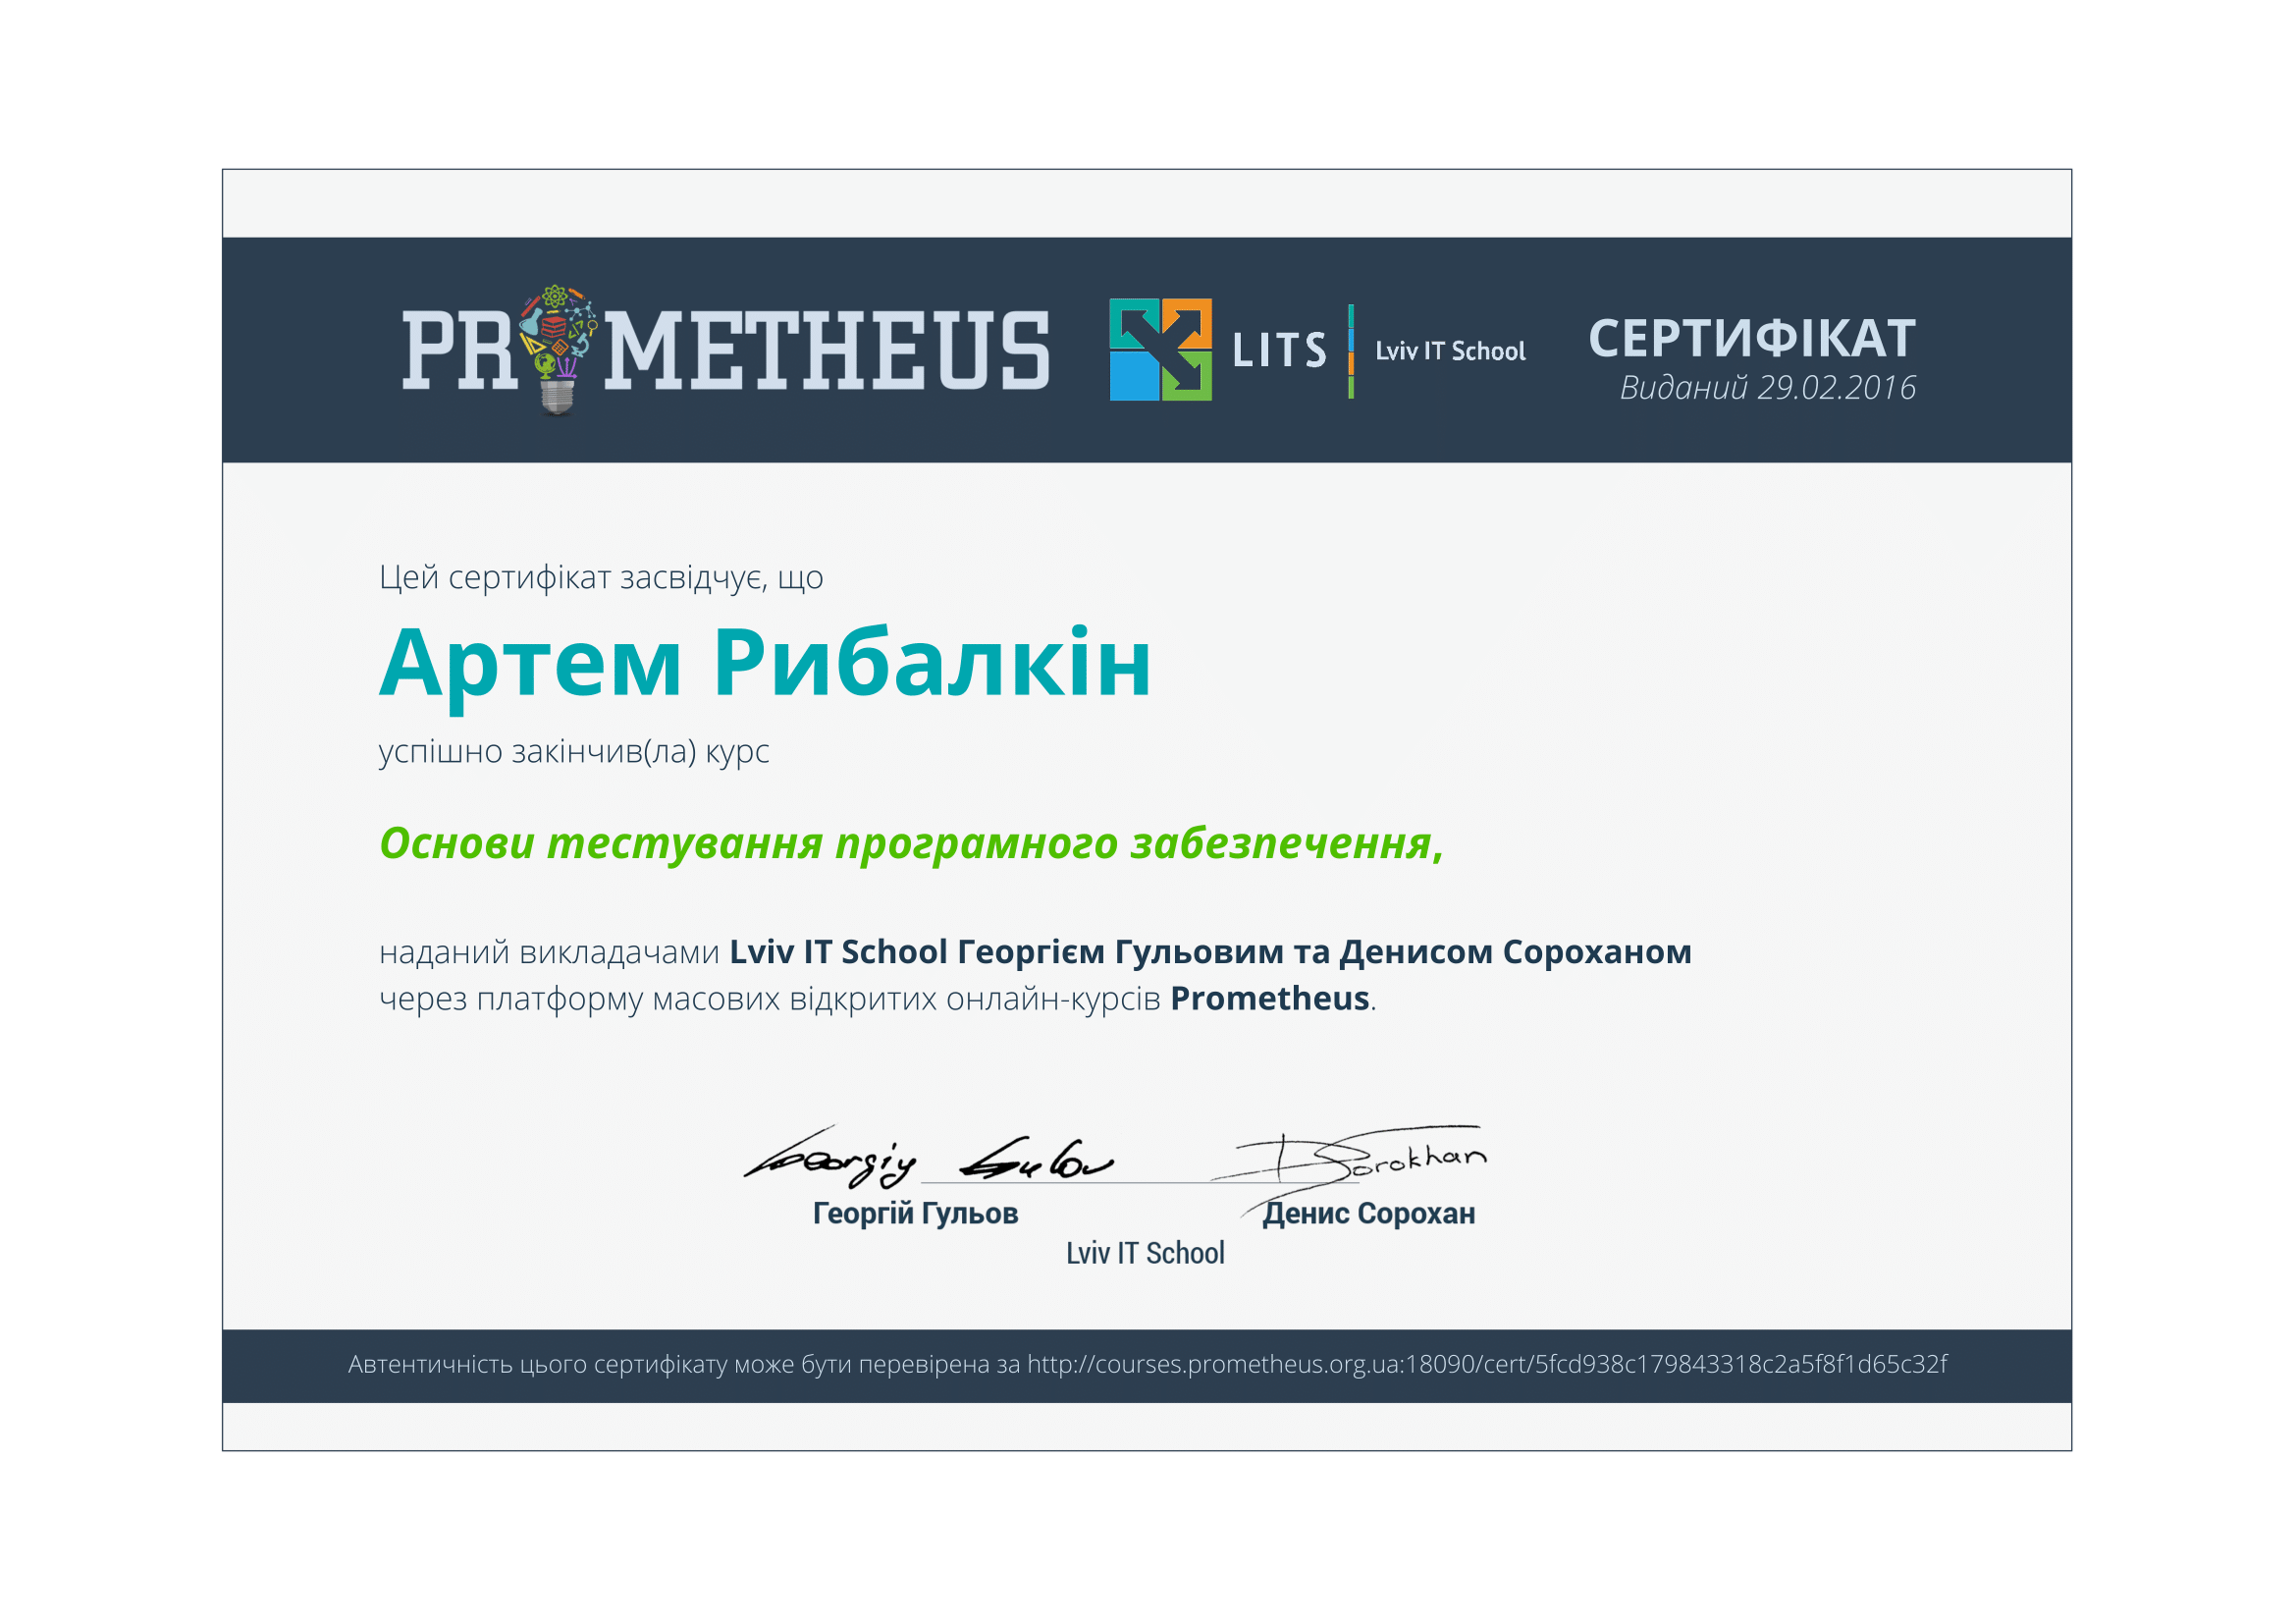 PROMETHEUS
LITS
Lviv IT School
СЕРТИФІКАТ
Виданий 29.02.2016
Цей сертифікат засвідчує, що
Артем Рибалкін
успішно закінчив(ла) курс
Основи тестування програмного забезпечення,
наданий викладачами Lviv IT School Георгієм Гульовим та Денисом Сороханом
через платформу масових відкритих онлайн-курсів Prometheus.
Georgiy Gulov
DSorokhan
Георгій Гульов
Денис Сорохан
Lviv IT School
Автентичність цього сертифікату може бути перевірена за http://courses.prometheus.org.ua:18090/cert/5fcd938c179843318c2a5f8f1d65c32f